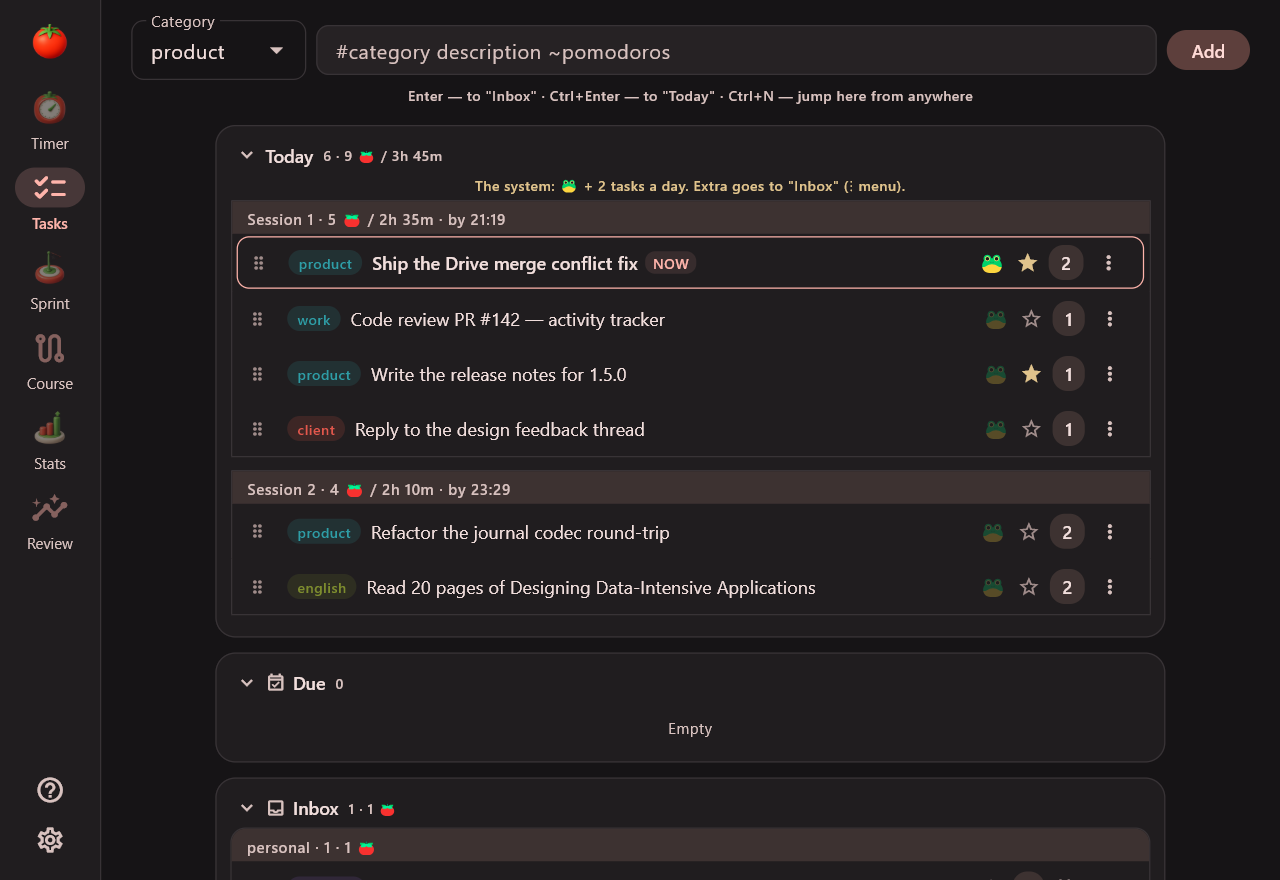 Category
product
#category description ~pomodoros
Add
Enter — to "Inbox" · Ctrl+Enter — to "Today" · Ctrl+N — jump here from anywhere
Timer
Tasks
Sprint
Course
Stats
Review
Today 6 · 9 🍅 / 3h 45m
The system: 🐸 + 2 tasks a day. Extra goes to "Inbox" (⋮ menu).
Session 1 · 5 🍅 / 2h 35m · by 21:19
product Ship the Drive merge conflict fix NOW 2
work Code review PR #142 — activity tracker 1
product Write the release notes for 1.5.0 1
client Reply to the design feedback thread 1
Session 2 · 4 🍅 / 2h 10m · by 23:29
product Refactor the journal codec round-trip 2
english Read 20 pages of Designing Data-Intensive Applications 2
Due 0
Empty
Inbox 1 · 1 🍅
personal · 1 · 1 🍅